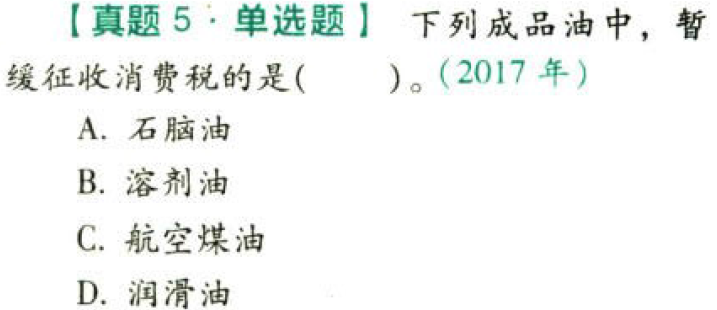 【真题 5·单选题】 下列成品油中，暂
缓征收消费税的是(　　)。(2017 年)
A. 石脑油
B. 溶剂油
C. 航空煤油
D. 润滑油